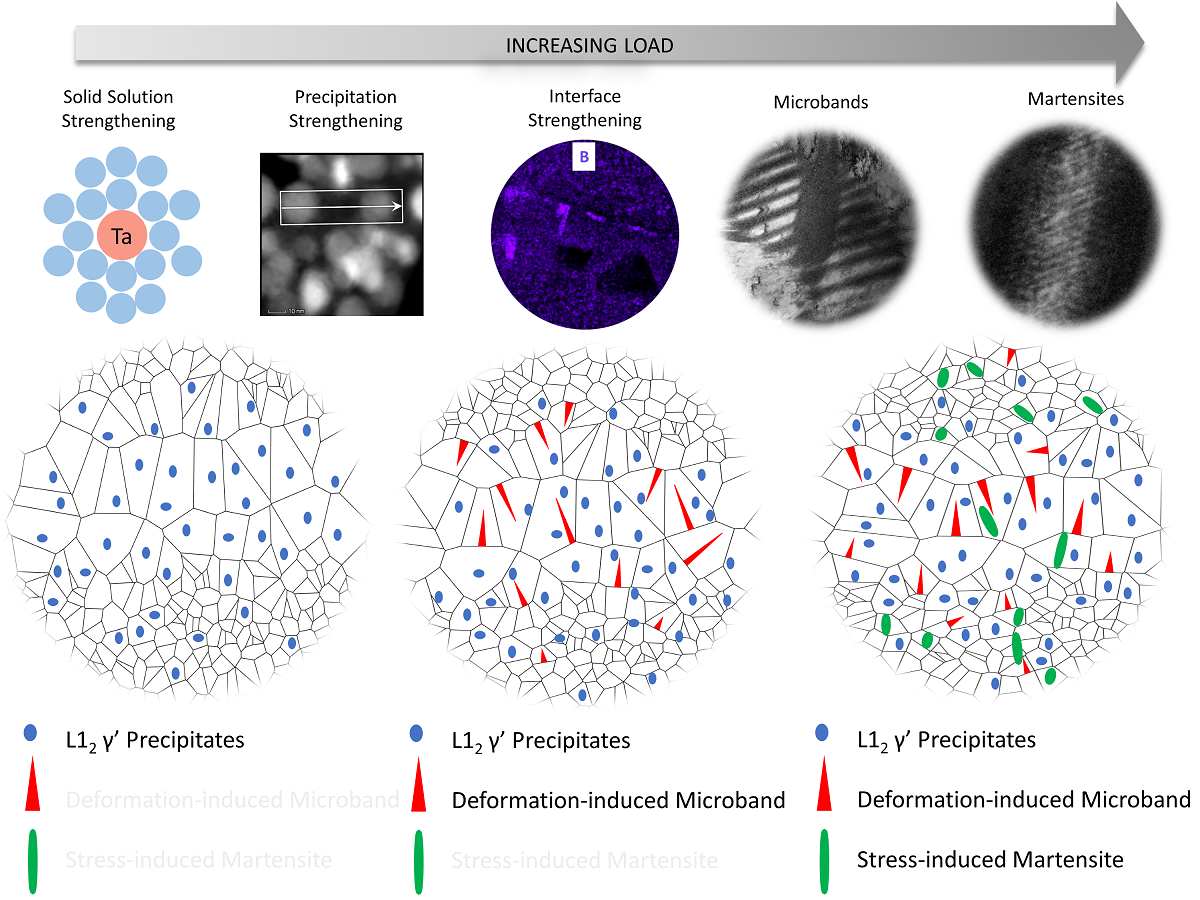 INCREASING LOAD
Solid Solution
Strengthening
Precipitation
Strengthening
Interface
Strengthening
Microbands
Martensites
Ta
10 nm
B
L1₂ γ’ Precipitates
Deformation-induced Microband
Stress-induced Martensite
L1₂ γ’ Precipitates
Deformation-induced Microband
Stress-induced Martensite
L1₂ γ’ Precipitates
Deformation-induced Microband
Stress-induced Martensite